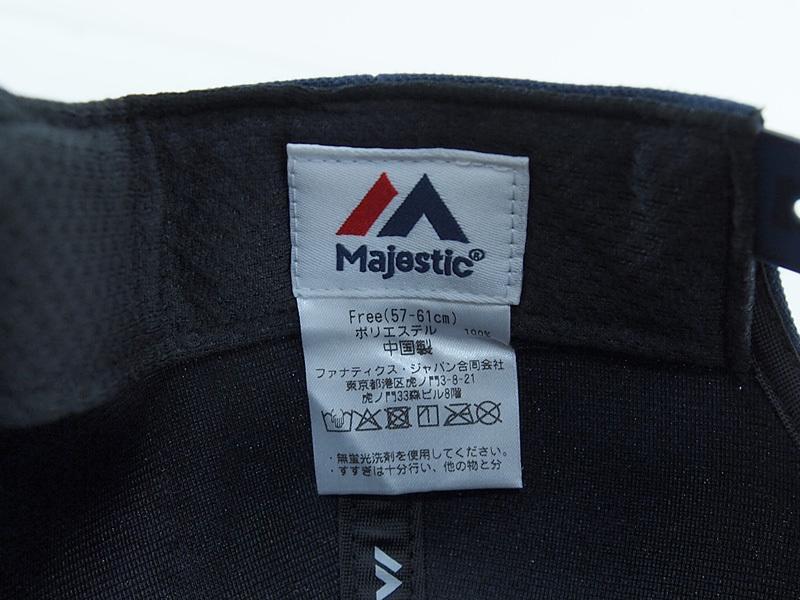 Majestic®
Free(57-61cm)
ポリエステル 100%
中国製
ファナティクス・ジャパン合同会社
東京都港区虎ノ門3-8-21
虎ノ門33森ビル8階
・無蛍光洗剤を使用してください。
・すすぎは十分行い、他の物と分